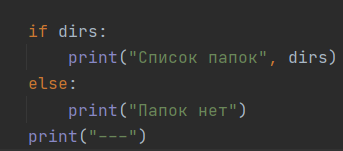 if dirs:
    print("Список папок", dirs)
else:
    print("Папок нет")
print("---")